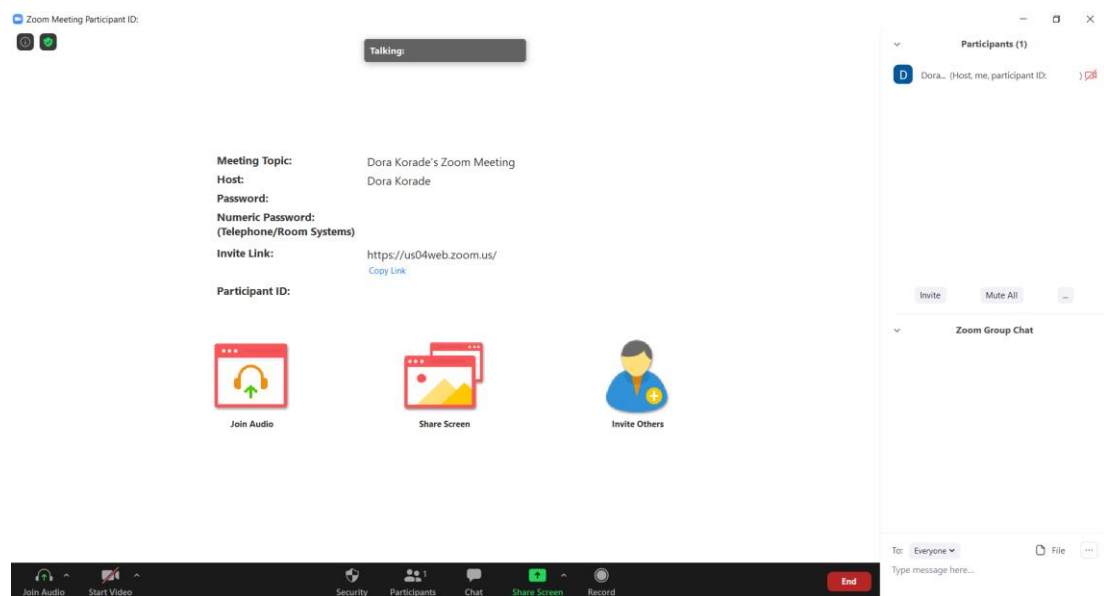 Zoom Meeting Participant ID:
Talking:
Meeting Topic: Dora Korade's Zoom Meeting
Host: Dora Korade
Password:
Numeric Password:
(Telephone/Room Systems)
Invite Link: https://us04web.zoom.us/
Copy Link
Participant ID:
Join Audio
Share Screen
Invite Others
Participants (1)
D Dora... (Host, me, participant ID: )
Invite Mute All ...
Zoom Group Chat
To: Everyone File ...
Type message here...
Join Audio Start Video Security Participants 1 Chat Share Screen Record End